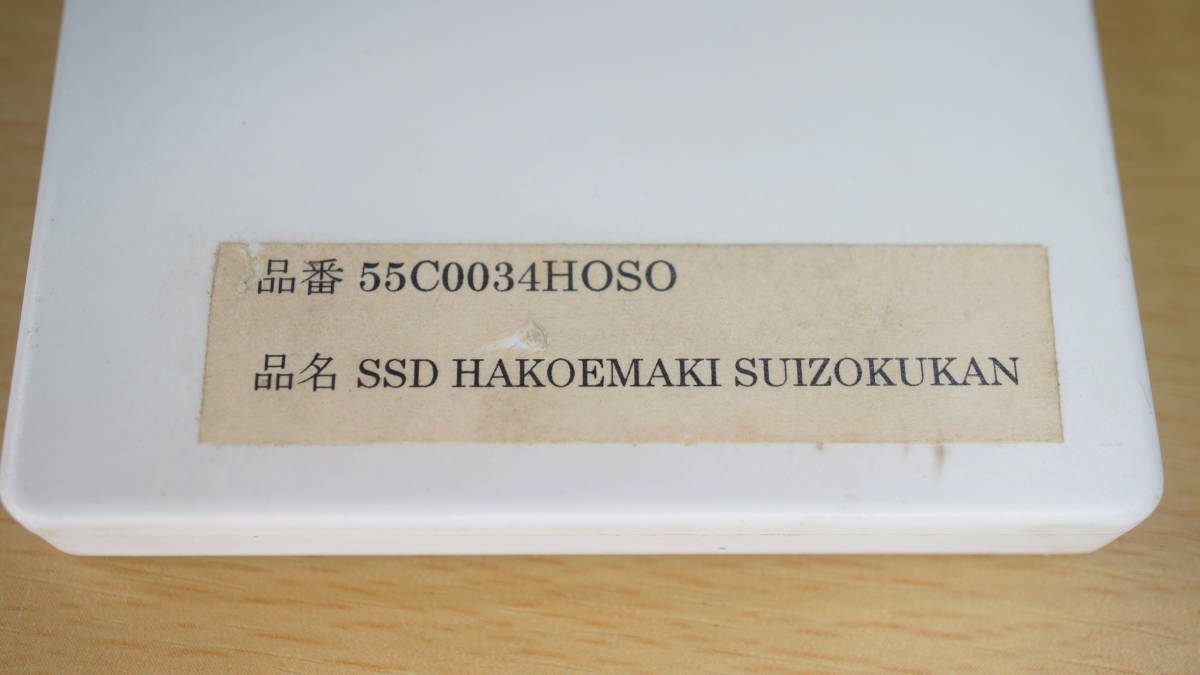 品番 55C0034HOSO
品名 SSD HAKOEMAKI SUIZOKUKAN